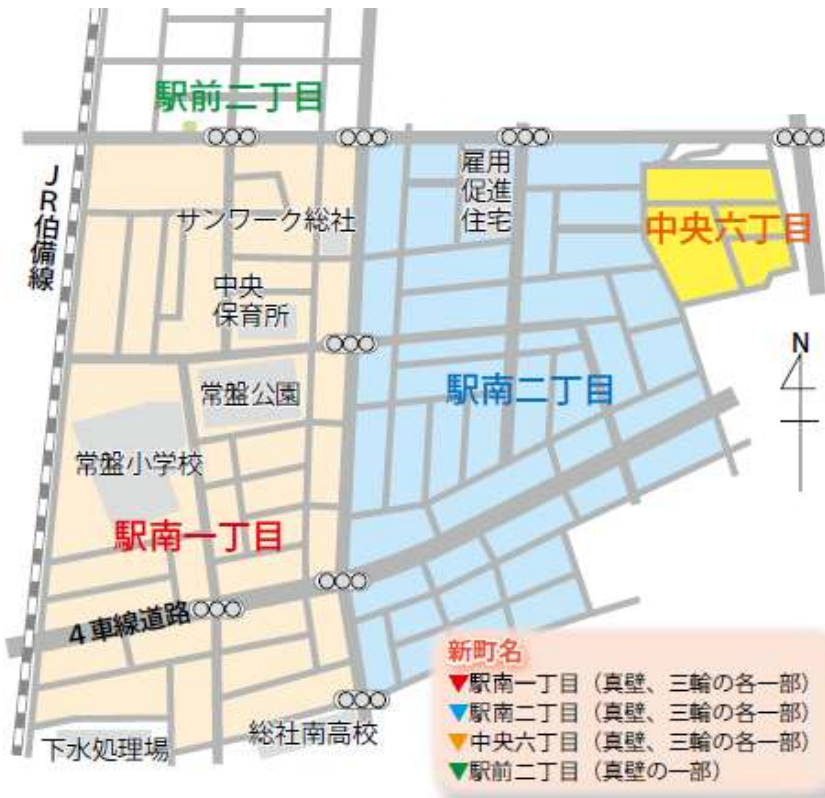 駅前二丁目
JR伯備線
雇用
促進
住宅
サンワーク総社
中央六丁目
中央
保育所
N
常盤公園
駅南二丁目
常盤小学校
駅南一丁目
4車線道路
新町名
▼駅南一丁目（真壁、三輪の各一部）
▼駅南二丁目（真壁、三輪の各一部）
▼中央六丁目（真壁、三輪の各一部）
▼駅前二丁目（真壁の一部）
総社南高校
下水処理場